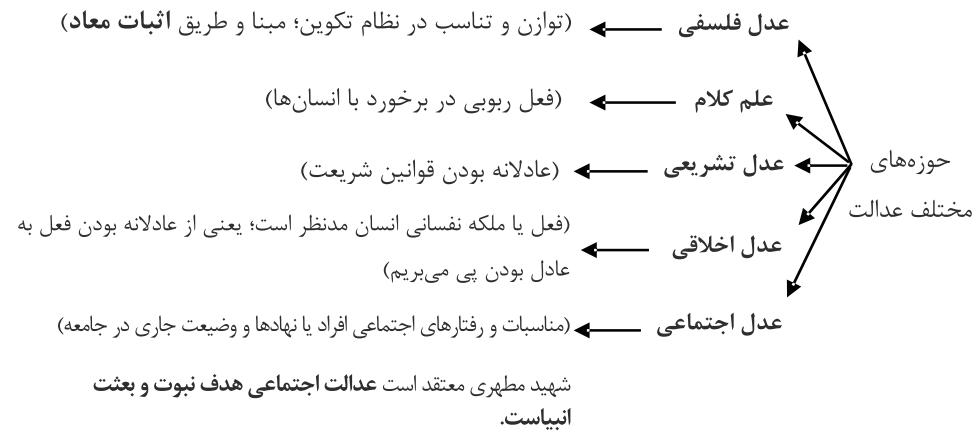 حوزه‌های
مختلف عدالت
عدل فلسفی (توازن و تناسب در نظام تکوین؛ مبنا و طریق اثبات معاد)
علم کلام (فعل ربوبی در برخورد با انسان‌ها)
عدل تشریعی (عادلانه بودن قوانین شریعت)
عدل اخلاقی (فعل یا ملکه نفسانی انسان مدنظر است؛ یعنی از عادلانه بودن فعل به
عادل بودن پی می‌بریم)
عدل اجتماعی (مناسبات و رفتارهای اجتماعی افراد یا نهادها و وضیعت جاری در جامعه)
شهید مطهری معتقد است عدالت اجتماعی هدف نبوت و بعثت
انبیاست.